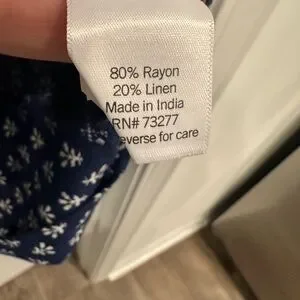 80% Rayon
20% Linen
Made in India
RN# 73277
everse for care